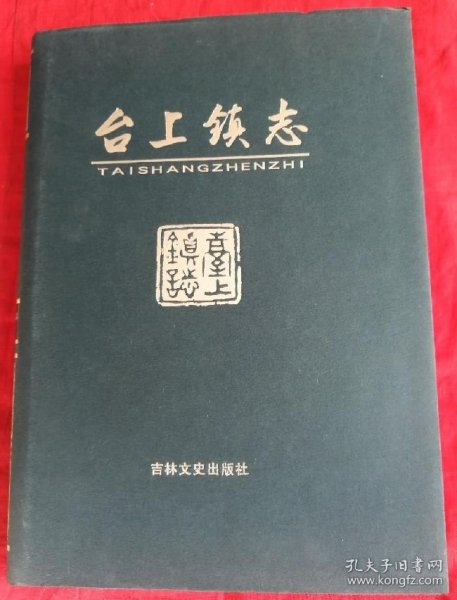 台上镇志
TAISHANGZHENZHI
臺上
鎮誌
吉林文史出版社
孔夫子旧书网
www.kongfz.com